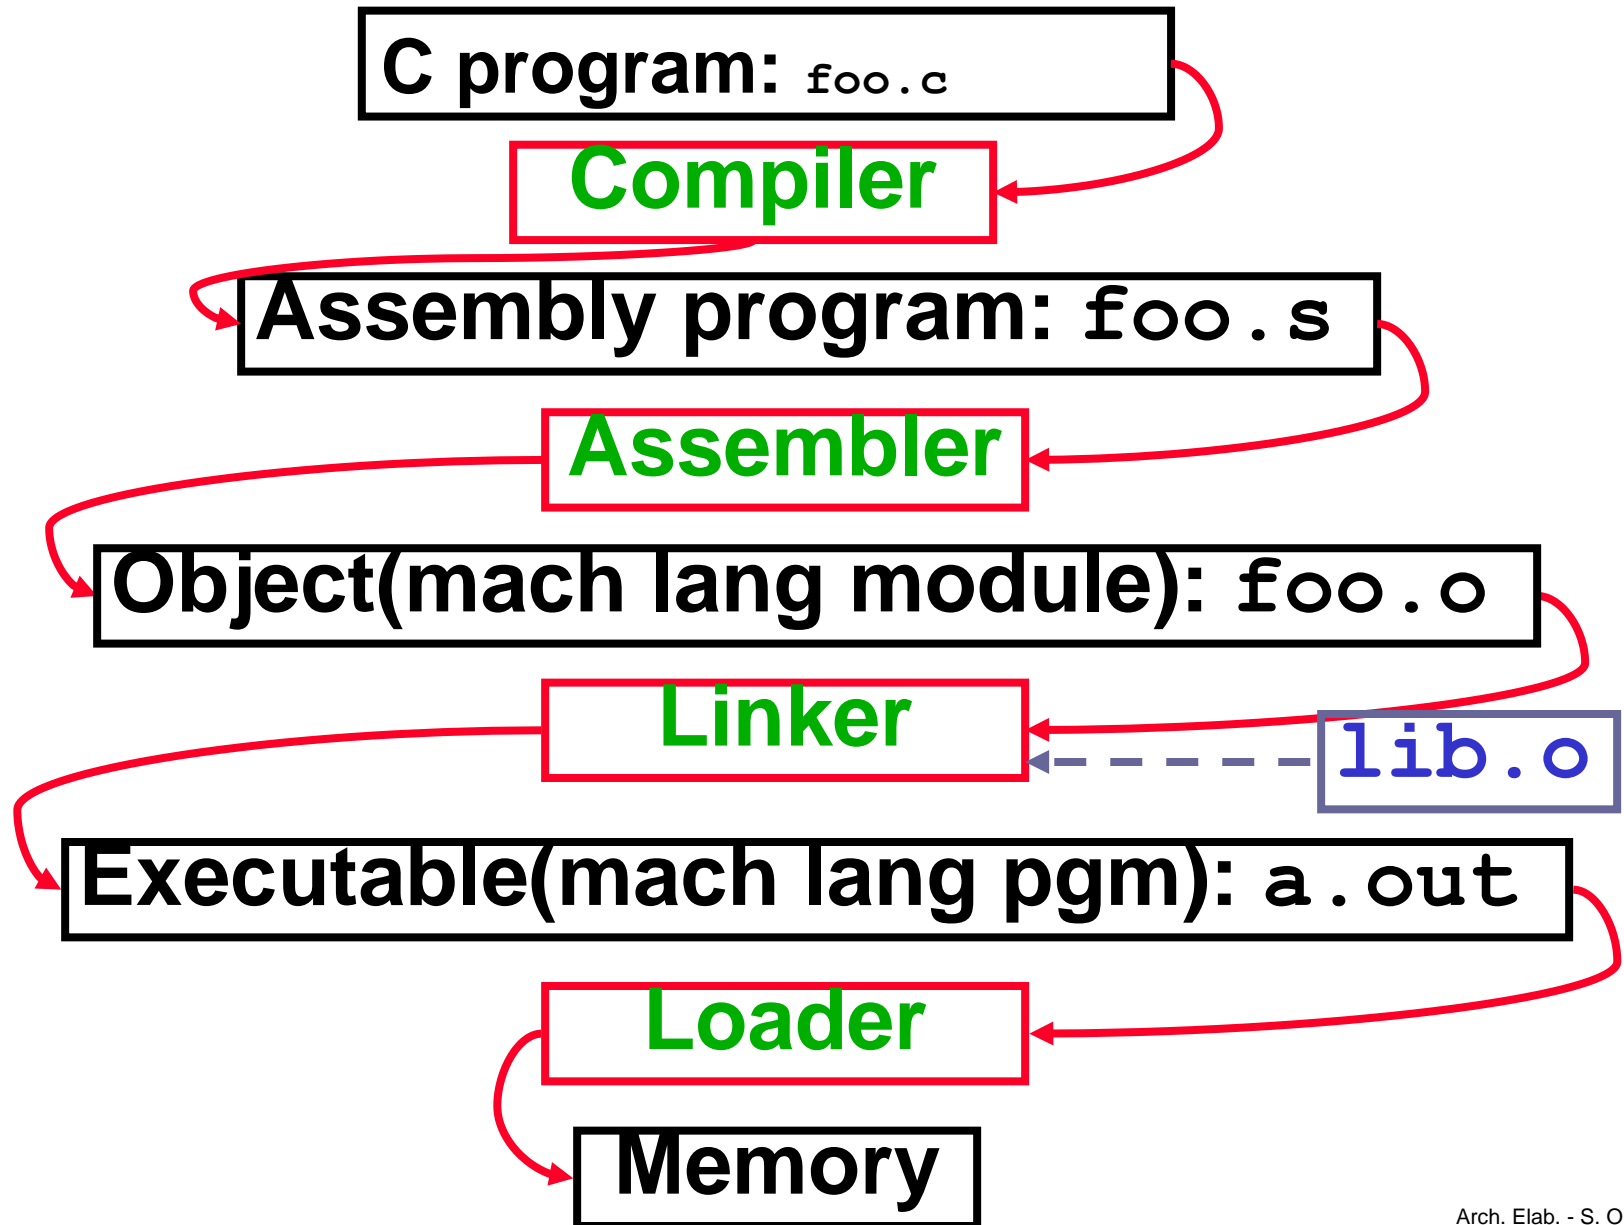 C program: foo.c
Compiler
Assembly program: foo.s
Assembler
Object(mach lang module): foo.o
Linker
lib.o
Executable(mach lang pgm): a.out
Loader
Memory
Arch. Elab. - S. O